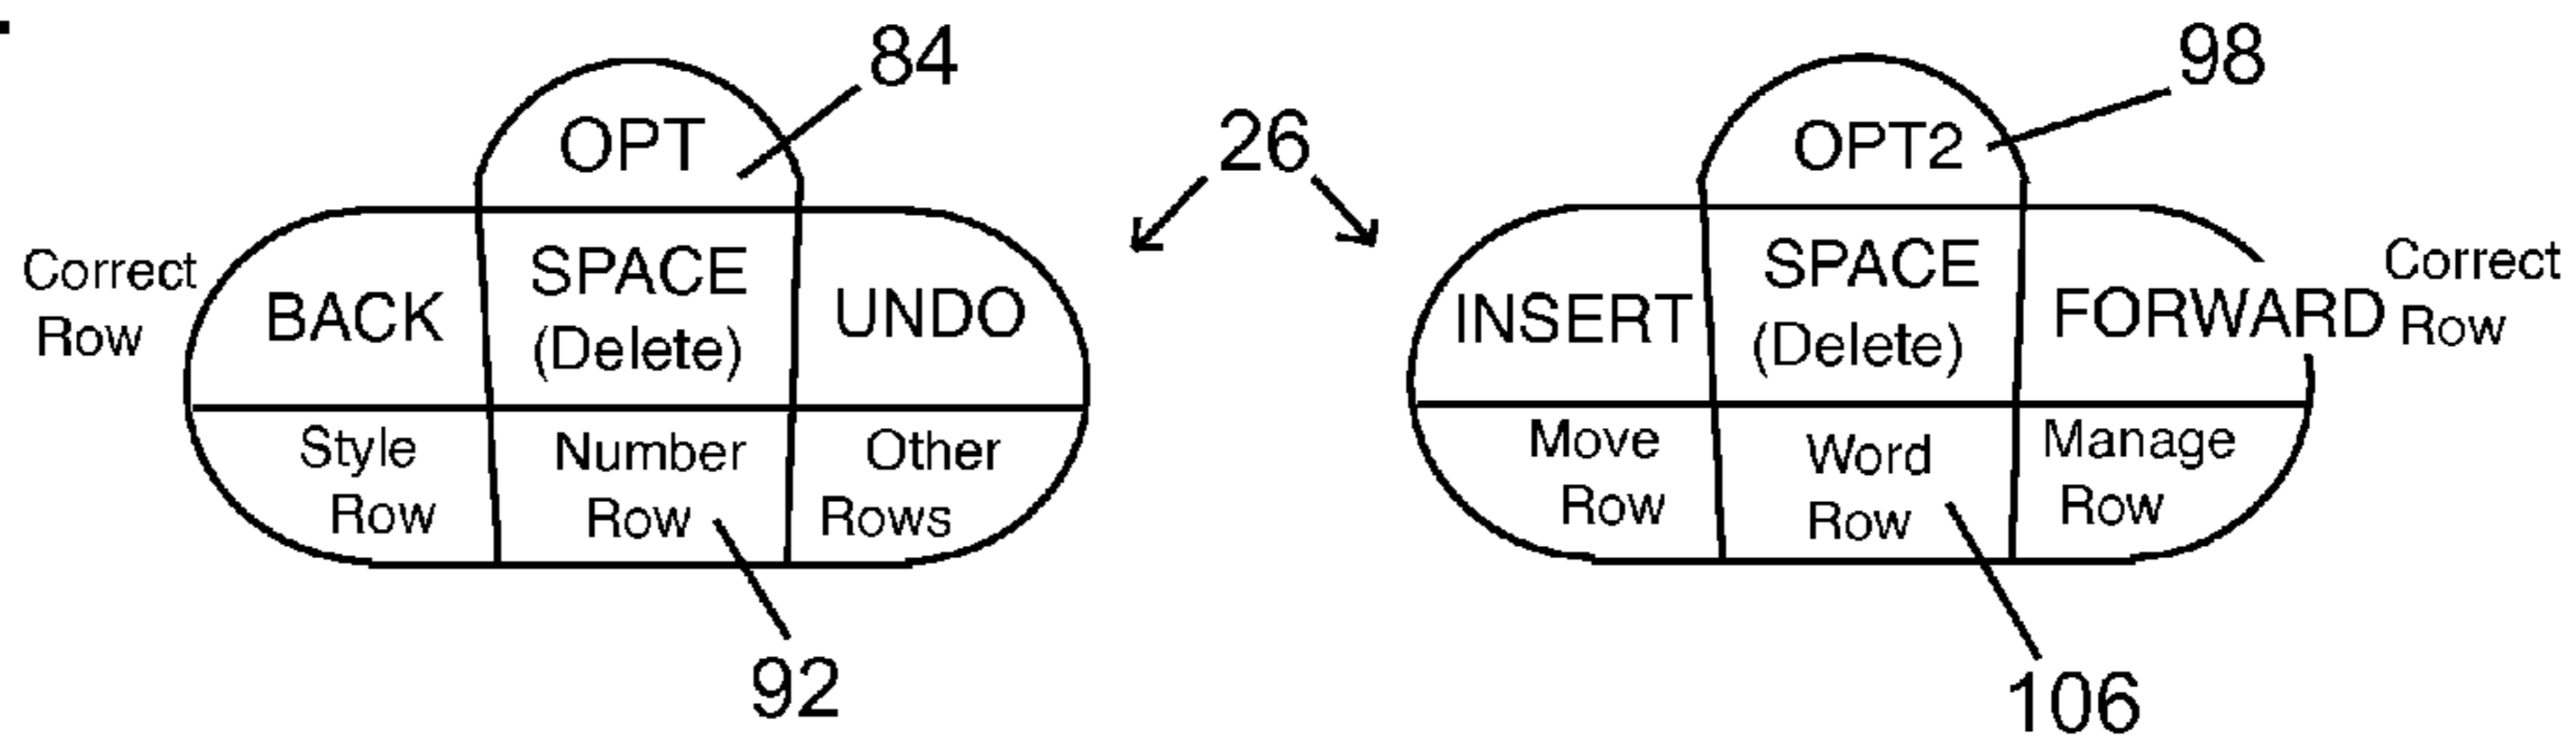 84
OPT
Correct
Row
BACK
SPACE
(Delete)
UNDO
Style
Row
Number
Row
Other
Rows
92
26
98
OPT2
INSERT
SPACE
(Delete)
FORWARD
Correct
Row
Move
Row
Word
Row
Manage
Row
106